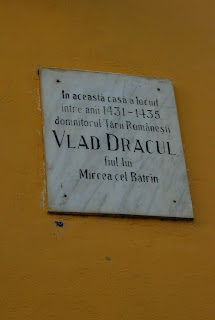 In această casă a locuit
între anii 1431-1435
domnitorul Țării Românești
VLAD DRACUL
fiul lui
Mircea cel Bătrîn